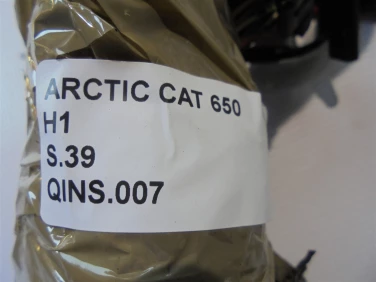 ARCTIC CAT 650
H1
S.39
QINS.007